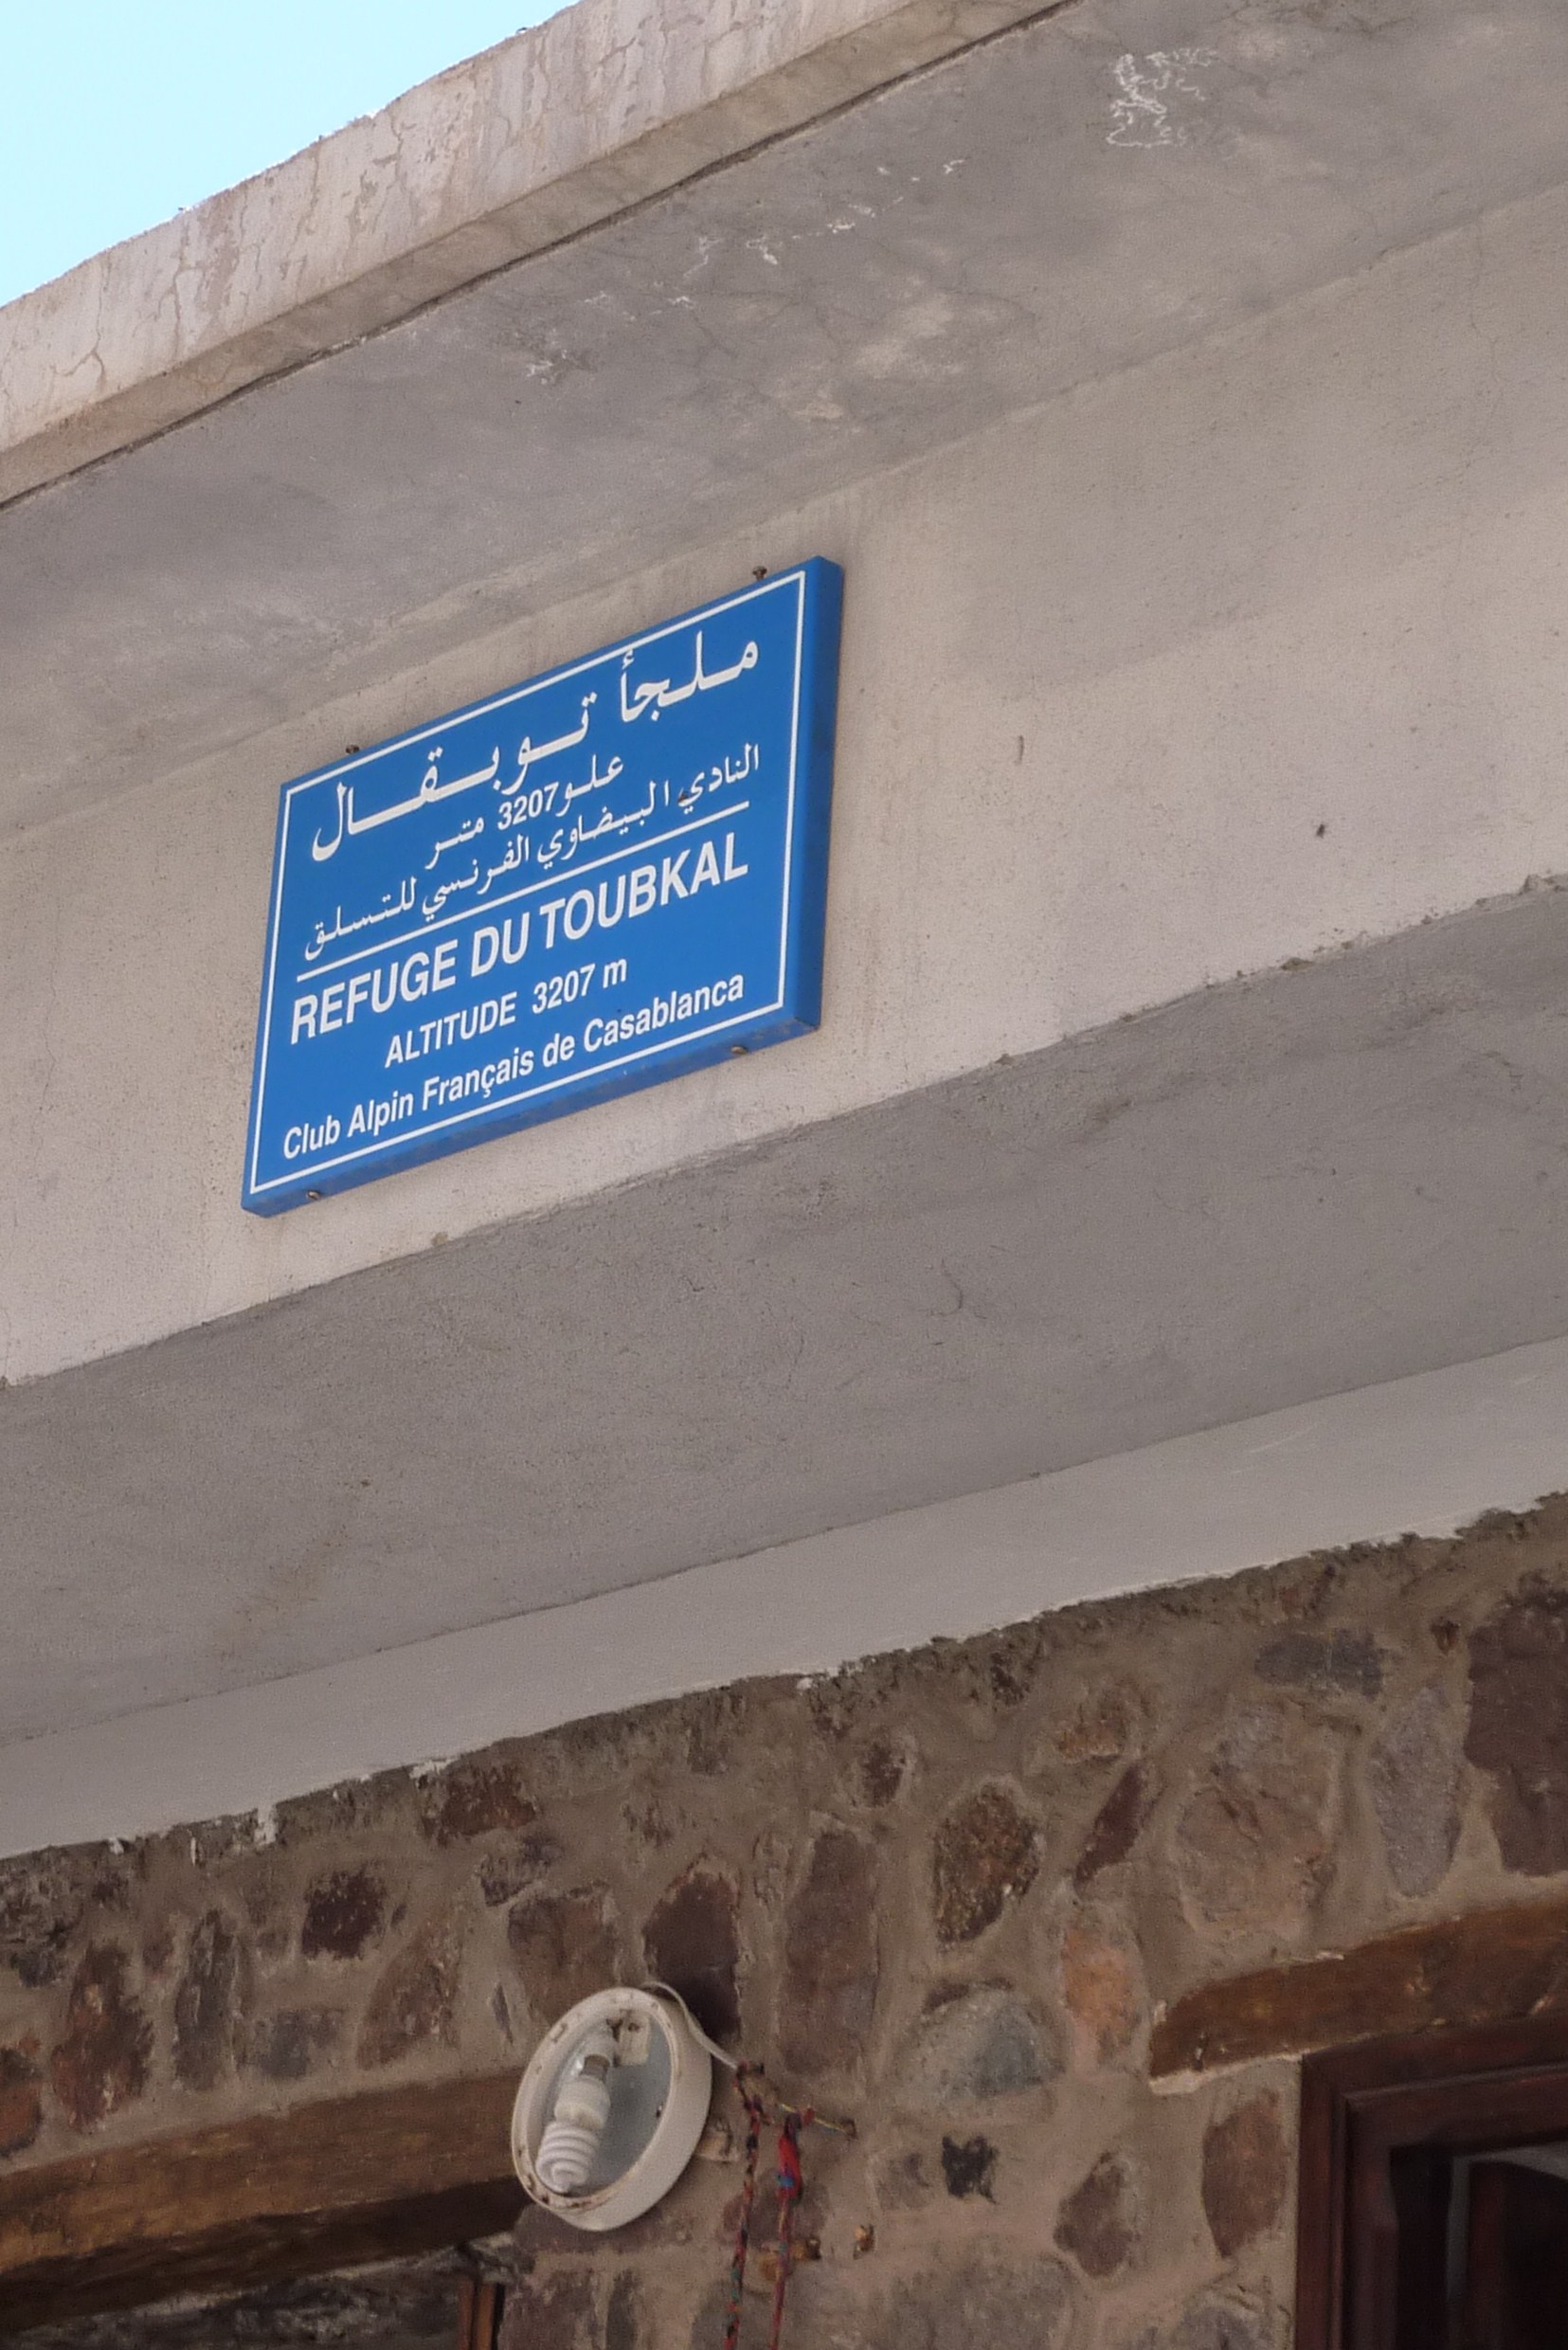 ملجأ توبقال
علو 3207 متر
النادي البيضاوي الفرنسي للتسلق
REFUGE DU TOUBKAL
ALTITUDE 3207 m
Club Alpin Français de Casablanca